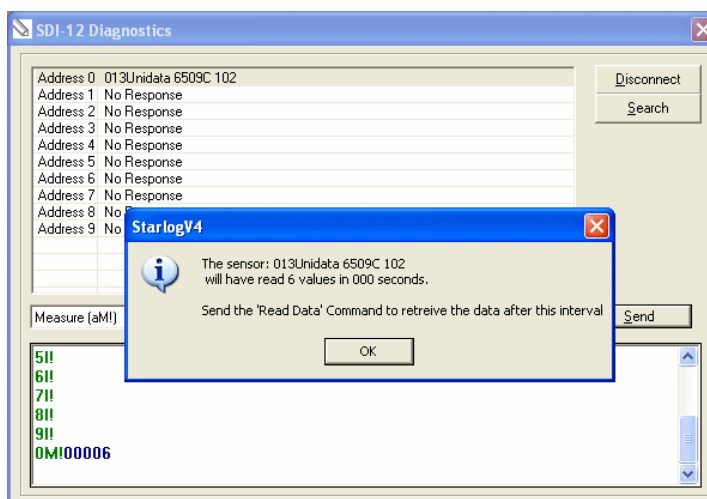 SDI-12 Diagnostics
Address 0 013Unidata 6509C 102
Disconnect
Address 1 No Response
Address 2 No Response
Search
Address 3 No Response
Address 4 No Response
Address 5 No Response
Address 6 No Response
Address 7 No Response
Address 8 No
Address 9 No
StarlogV4
The sensor: 013Unidata 6509C 102
will have read 6 values in 000 seconds.
Send the 'Read Data' Command to retreive the data after this interval
OK
Measure (aM!)
Send
5I!
6I!
7I!
8I!
9I!
0M!00006